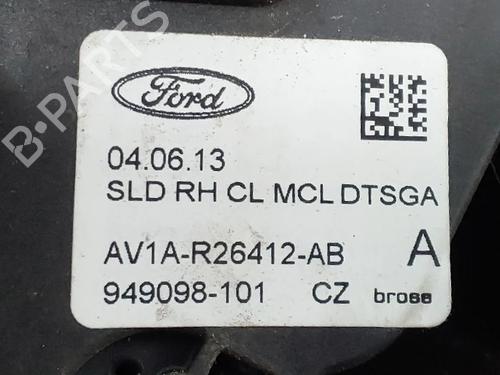 B-PARTS
Ford
04.06.13
SLD RH CL MCL DTSGA
AV1A-R26412-AB A
949098-101 CZ brose